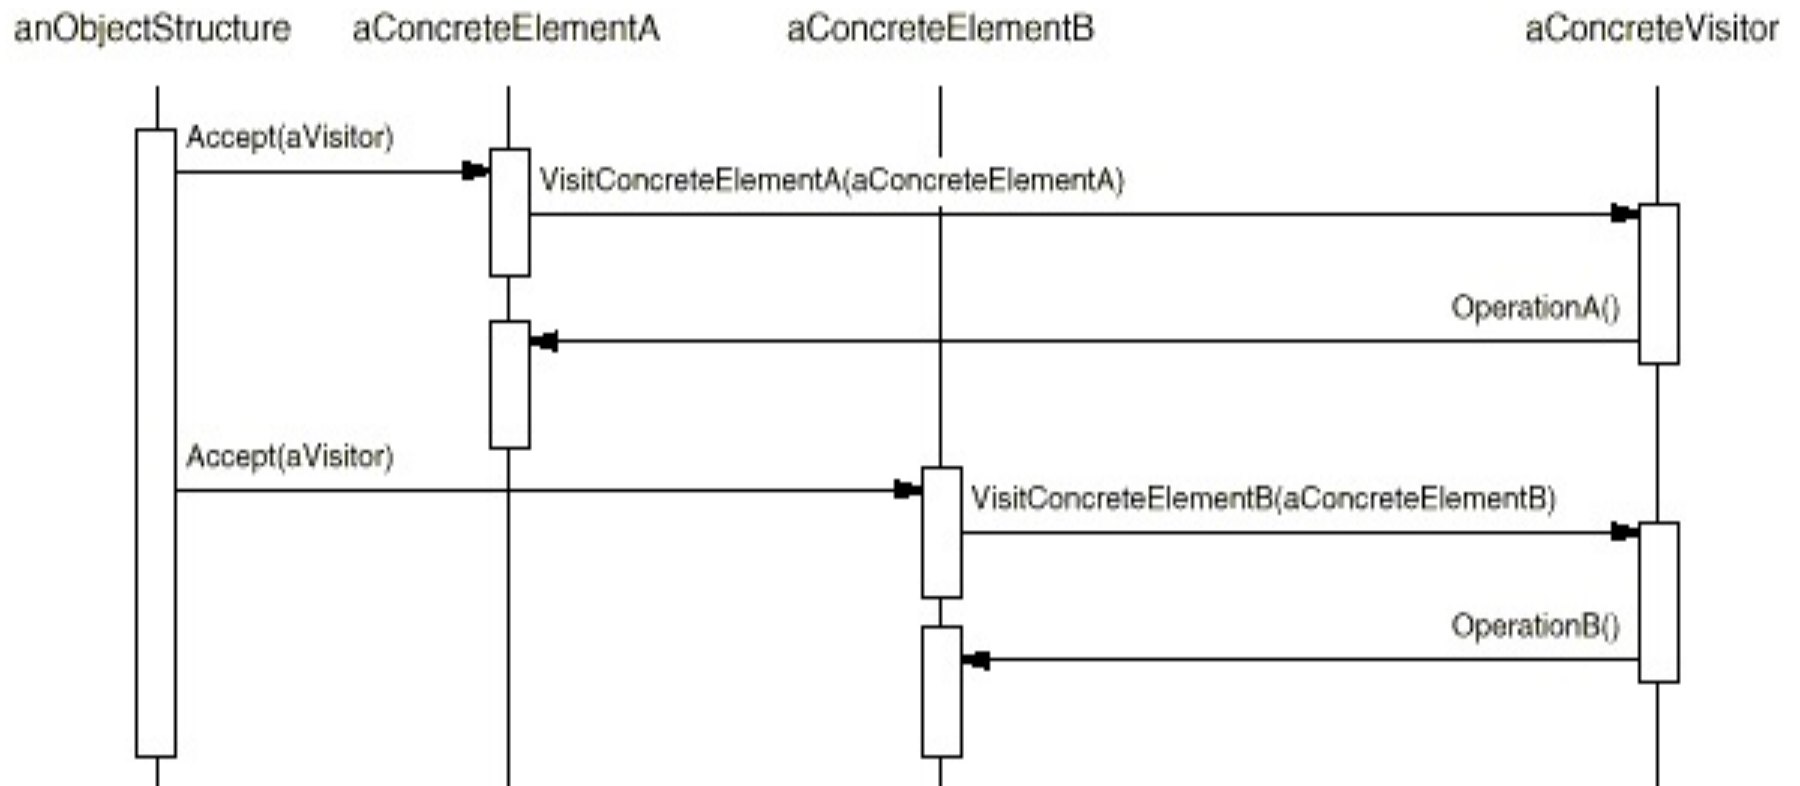 anObjectStructure aConcreteElementA aConcreteElementB aConcreteVisitor
Accept(aVisitor)
VisitConcreteElementA(aConcreteElementA)
OperationA()
Accept(aVisitor)
VisitConcreteElementB(aConcreteElementB)
OperationB()